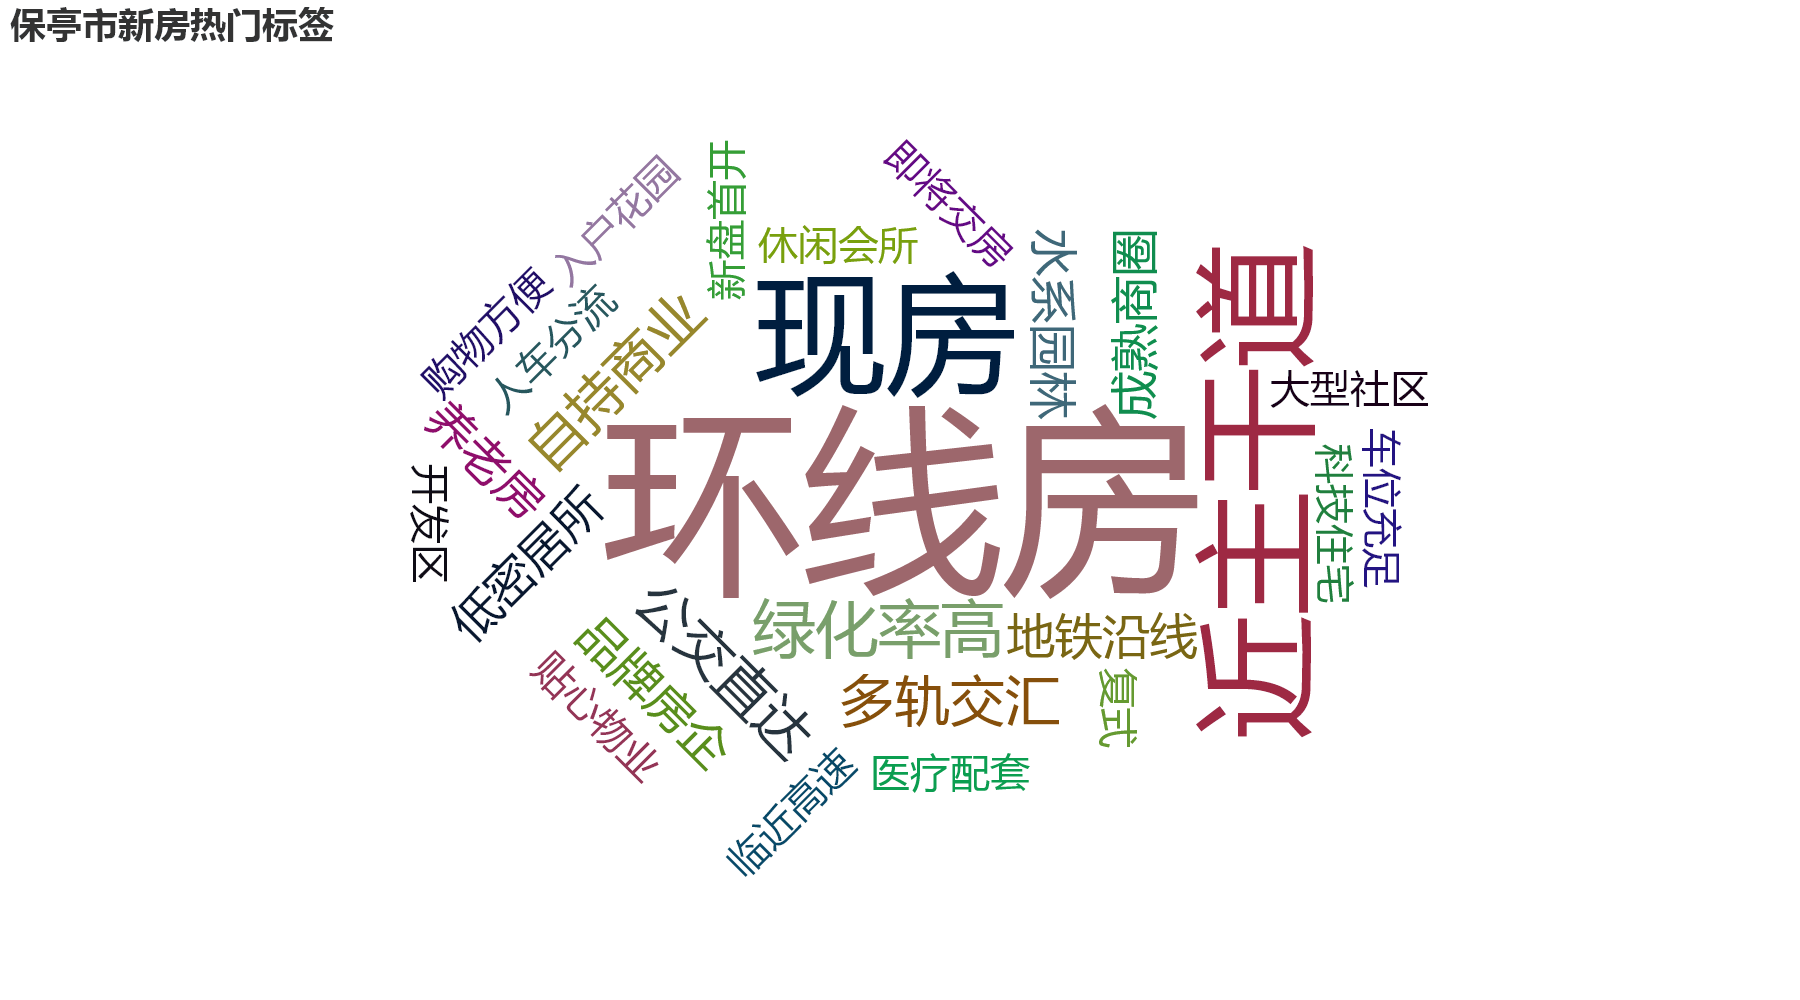 保亭市新房热门标签
即将交房
新盘首开
入户花园
休闲会所
水系园林
成熟商圈
近主干道
购物方便
人车分流
自持商业
现房
大型社区
养老房
环线房
科技住宅
车位充足
开发区
低密居所
公交直达
绿化率高
地铁沿线
品牌房企
贴心物业
多轨交汇
复式
临近高速
医疗配套